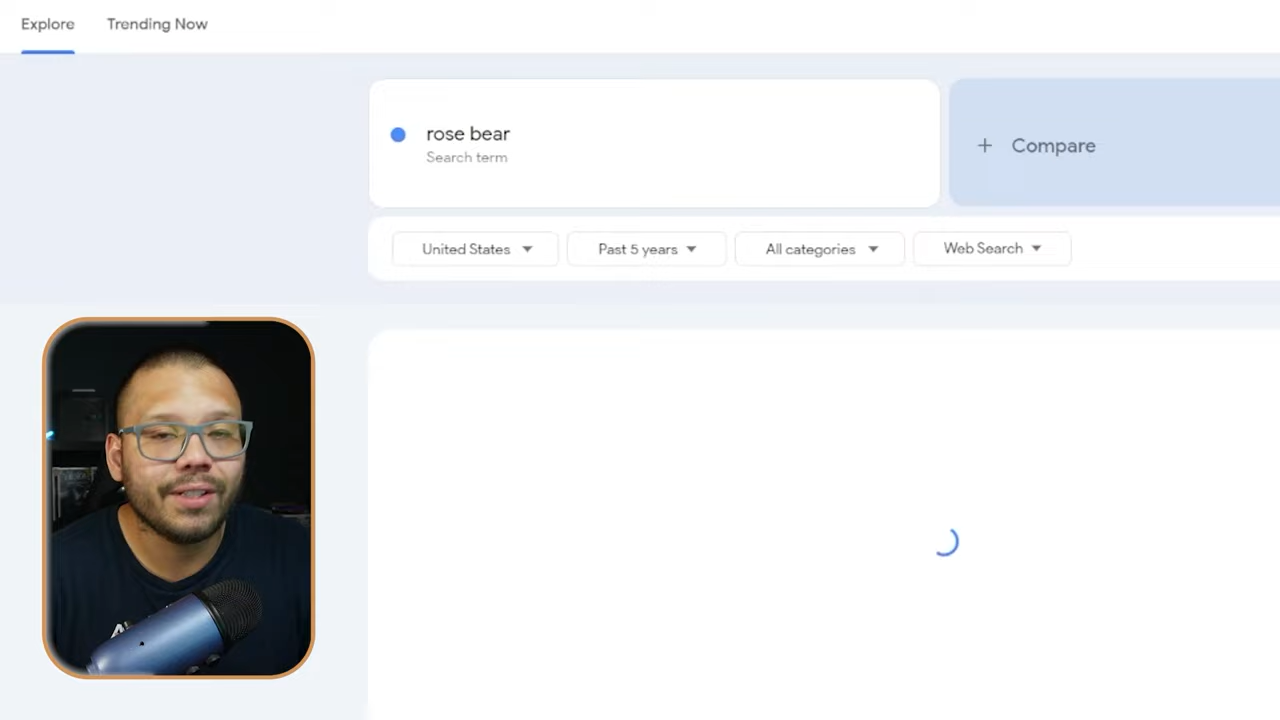 Explore
Trending Now
rose bear
Search term
+ Compare
United States
Past 5 years
All categories
Web Search